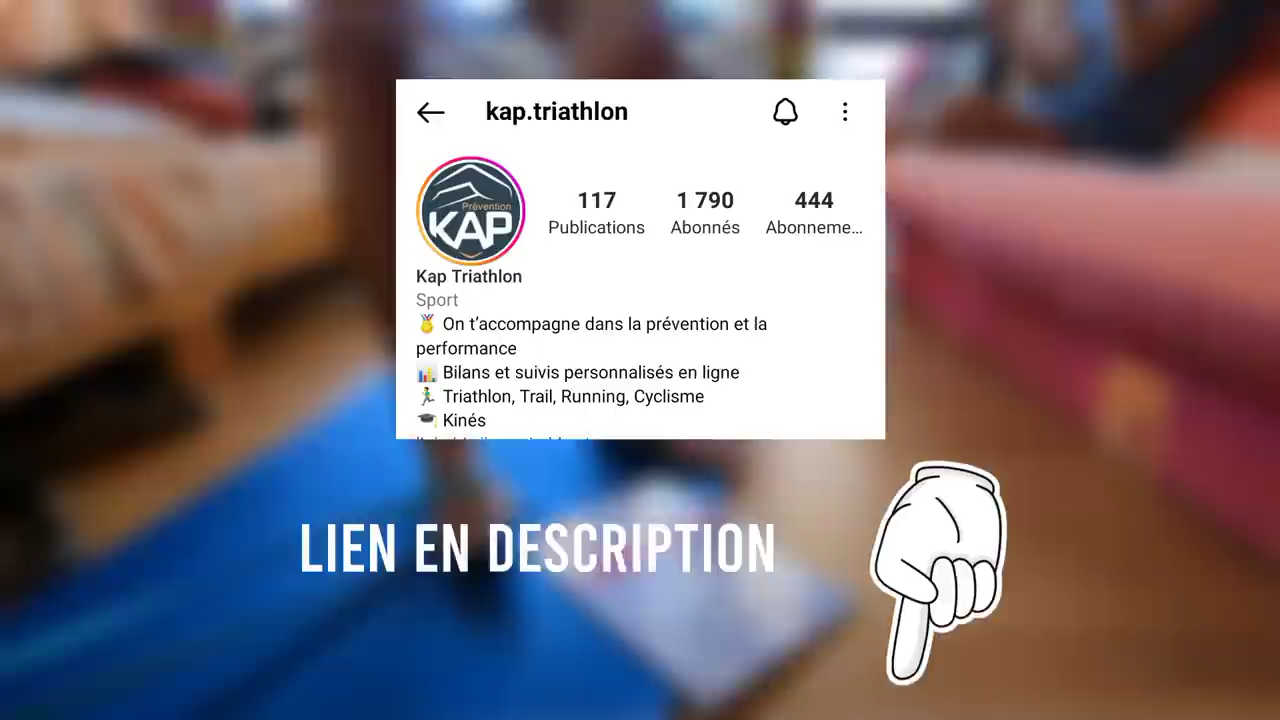 kap.triathlon
Prévention
KAP
117 1 790 444
Publications Abonnés Abonneme...
Kap Triathlon
Sport
🏅 On t’accompagne dans la prévention et la
performance
📊 Bilans et suivis personnalisés en ligne
🏃‍♂️ Triathlon, Trail, Running, Cyclisme
🎓 Kinés
LIEN EN DESCRIPTION